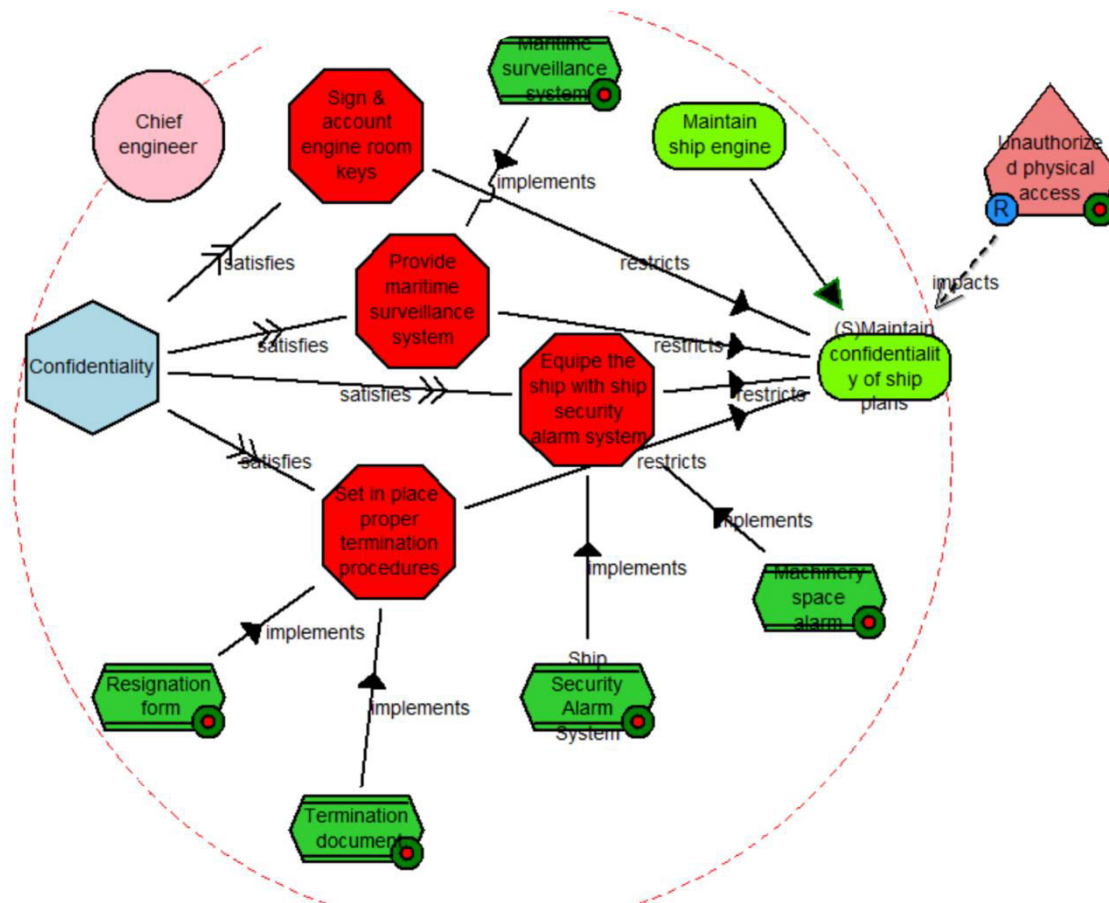 Maritime
surveillance
system
Chief
engineer
Sign &
account
engine room
keys
Maintain
ship engine
Unauthorize
d physical
access
R
implements
satisfies
restricts
Provide
maritime
surveillance
system
impacts
(S)Maintain
confidentialit
y of ship
plans
Confidentiality
satisfies
restricts
Equipe the
ship with ship
security
alarm system
satisfies
restricts
satisfies
restricts
Set in place
proper
termination
procedures
implements
implements
Machinery
space
alarm
implements
Resignation
form
implements
Ship
Security
Alarm
System
Termination
document